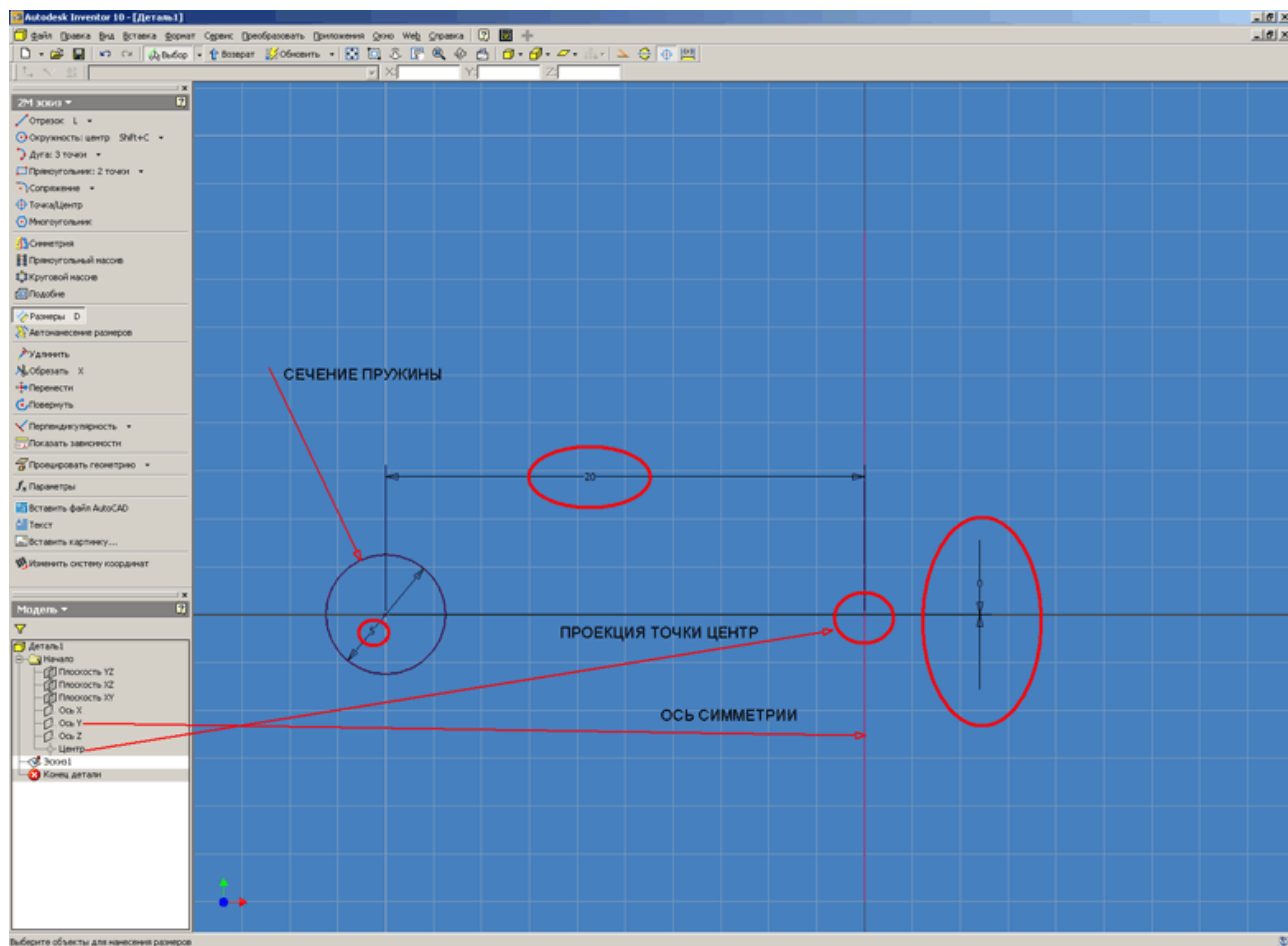 Autodesk Inventor 10 - [Деталь1]
Файл Правка Вид Вставка Формат Сервис Преобразовать Приложения Окно Web Справка
Выбор Возврат Обновить
X: Y: Z:
2М эскиз
Отрезок L
Окружность: центр Shift+C
Дуга: 3 точки
Прямоугольник: 2 точки
Сопряжение
Точка/Центр
Многоугольник
Симметрия
Прямоугольный массив
Круговой массив
Подобие
Размеры D
Автонанесение размеров
Удлинить
Обрезать X
Перенести
Повернуть
Перпендикулярность
Показать зависимости
Проецировать геометрию
fx Параметры
Вставить файл AutoCAD
Текст
Вставить картинку...
Изменить систему координат
СЕЧЕНИЕ ПРУЖИНЫ
20
0
5
ПРОЕКЦИЯ ТОЧКИ ЦЕНТР
ОСЬ СИММЕТРИИ
Модель
Деталь1
Начало
Плоскость YZ
Плоскость XZ
Плоскость XY
Ось X
Ось Y
Ось Z
Центр
Эскиз1
Конец детали
Выберите объекты для нанесения размеров